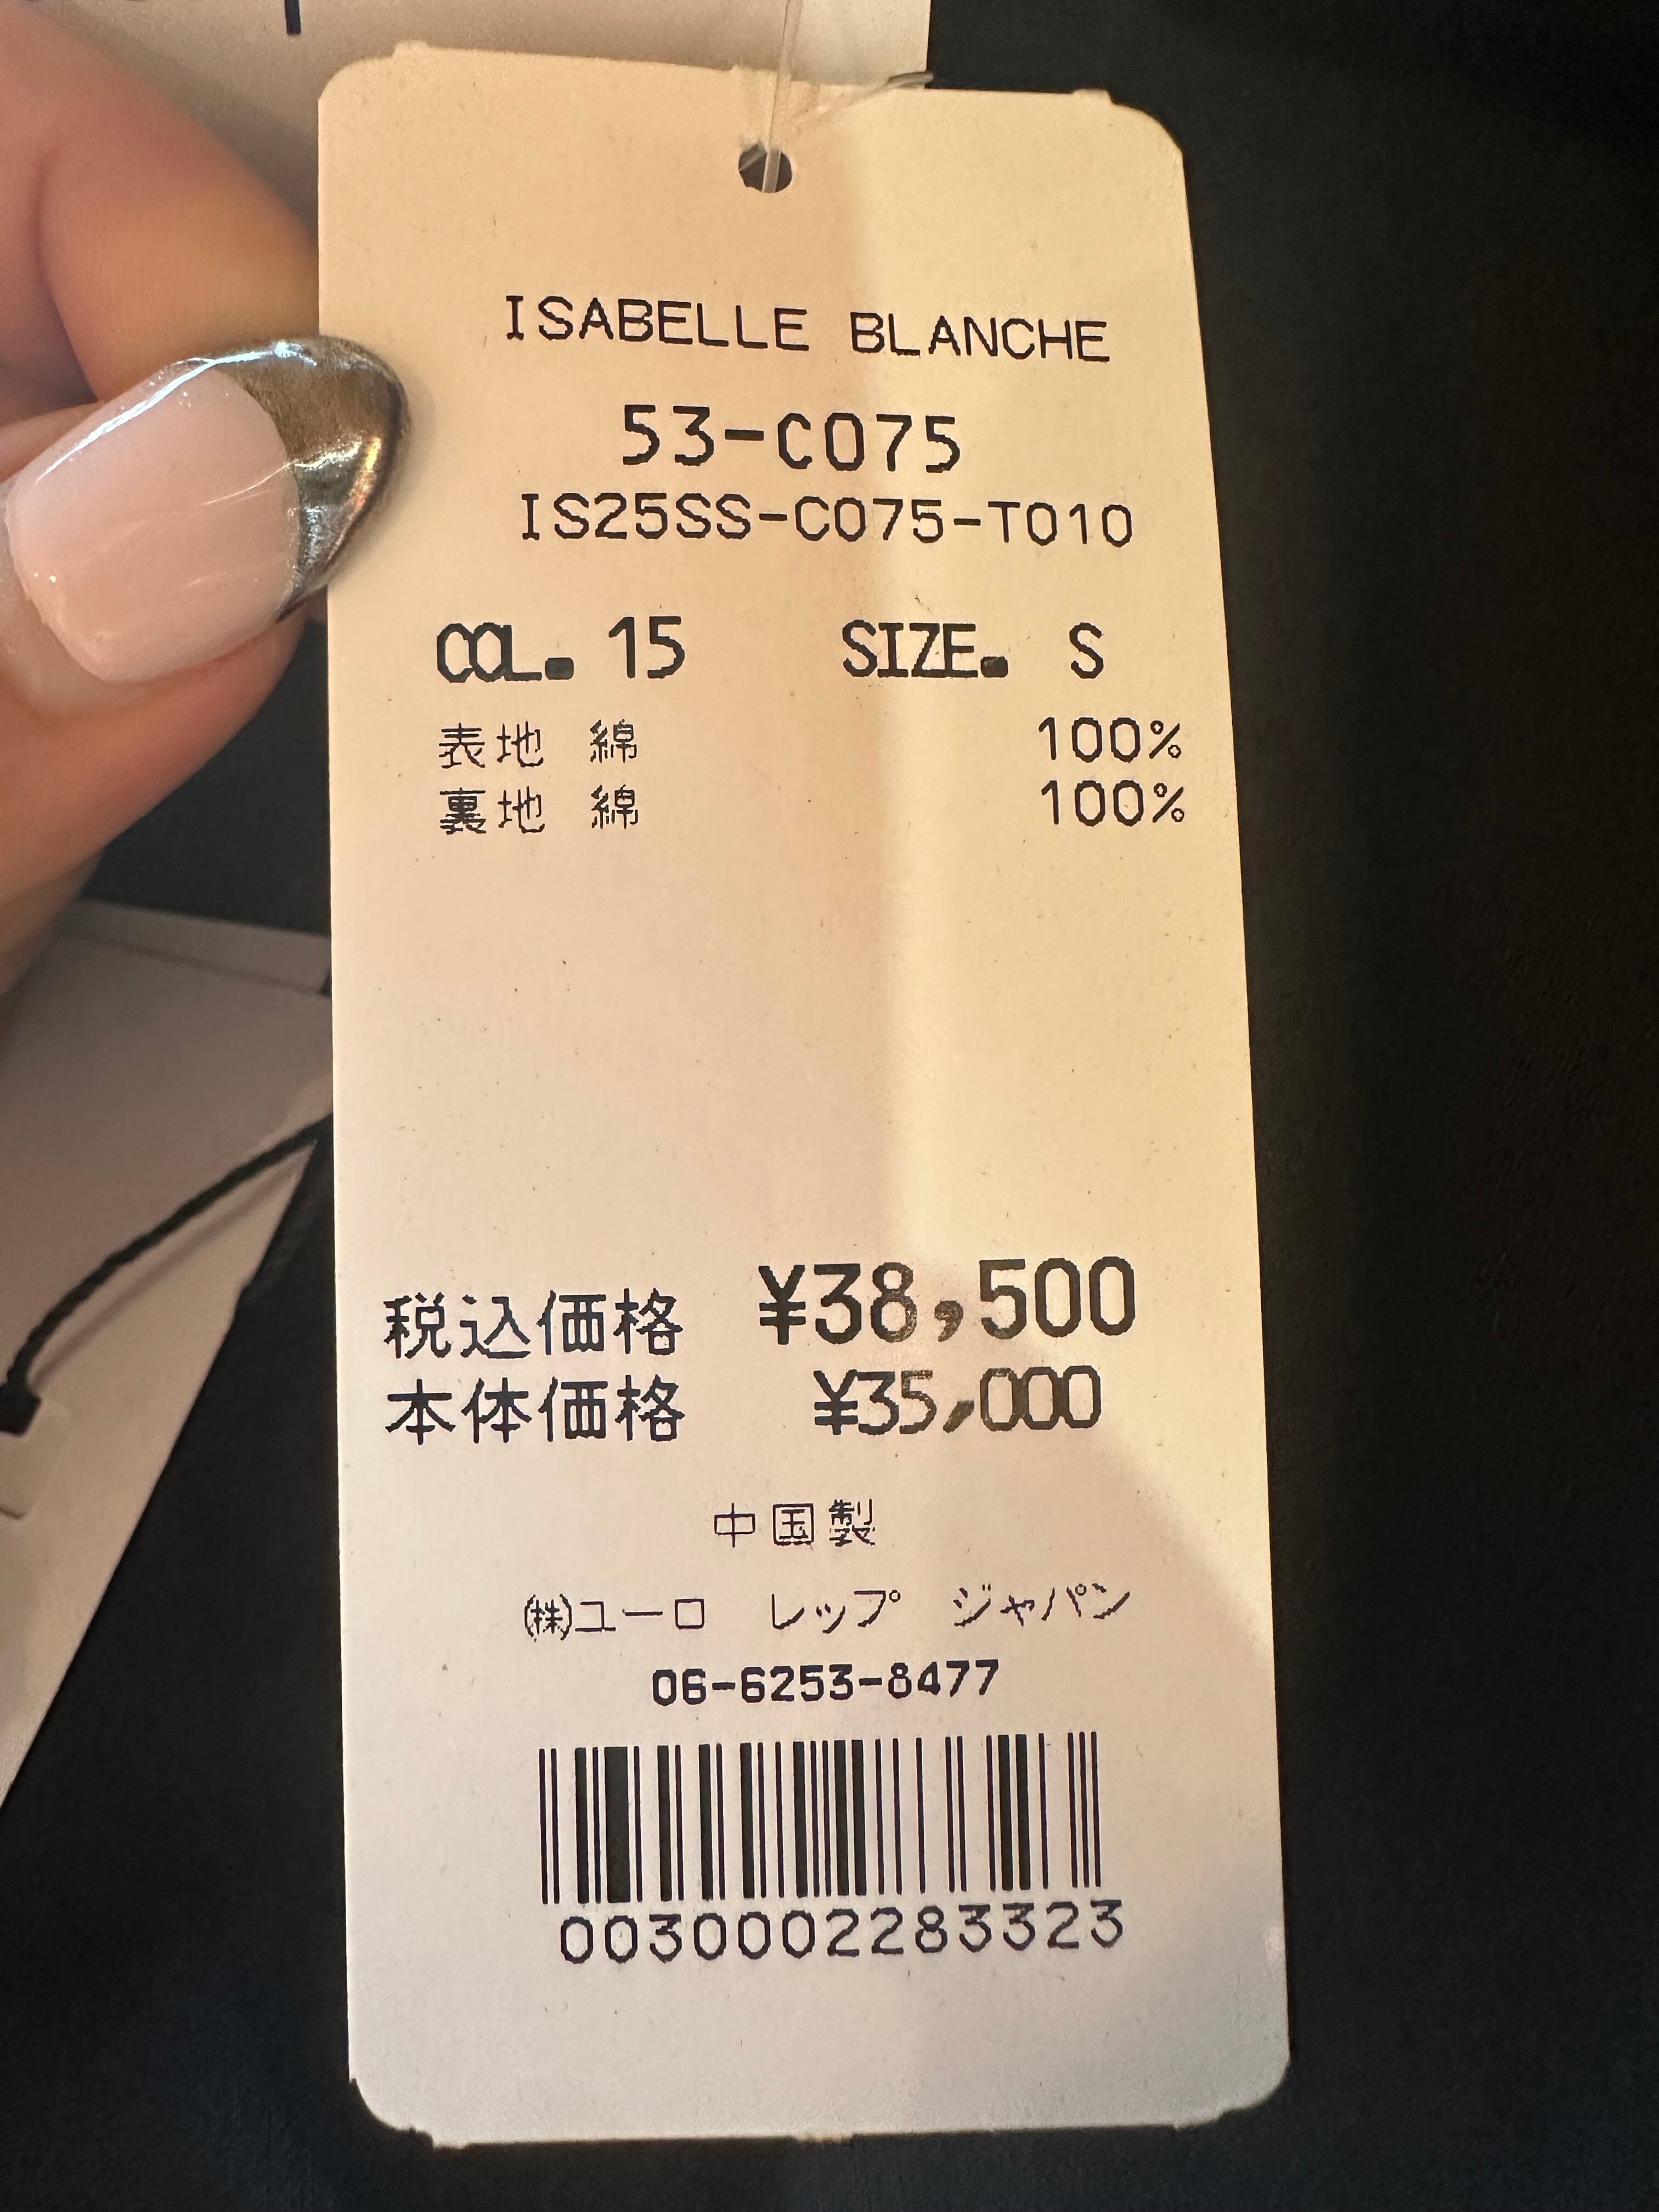 ISABELLE BLANCHE
53-C075
IS25SS-C075-T010
COL. 15 SIZE. S
表地 綿 100%
裏地 綿 100%
税込価格 ¥38,500
本体価格 ¥35,000
中国製
㈱ユーロ レップ ジャパン
06-6253-8477
0030002283323